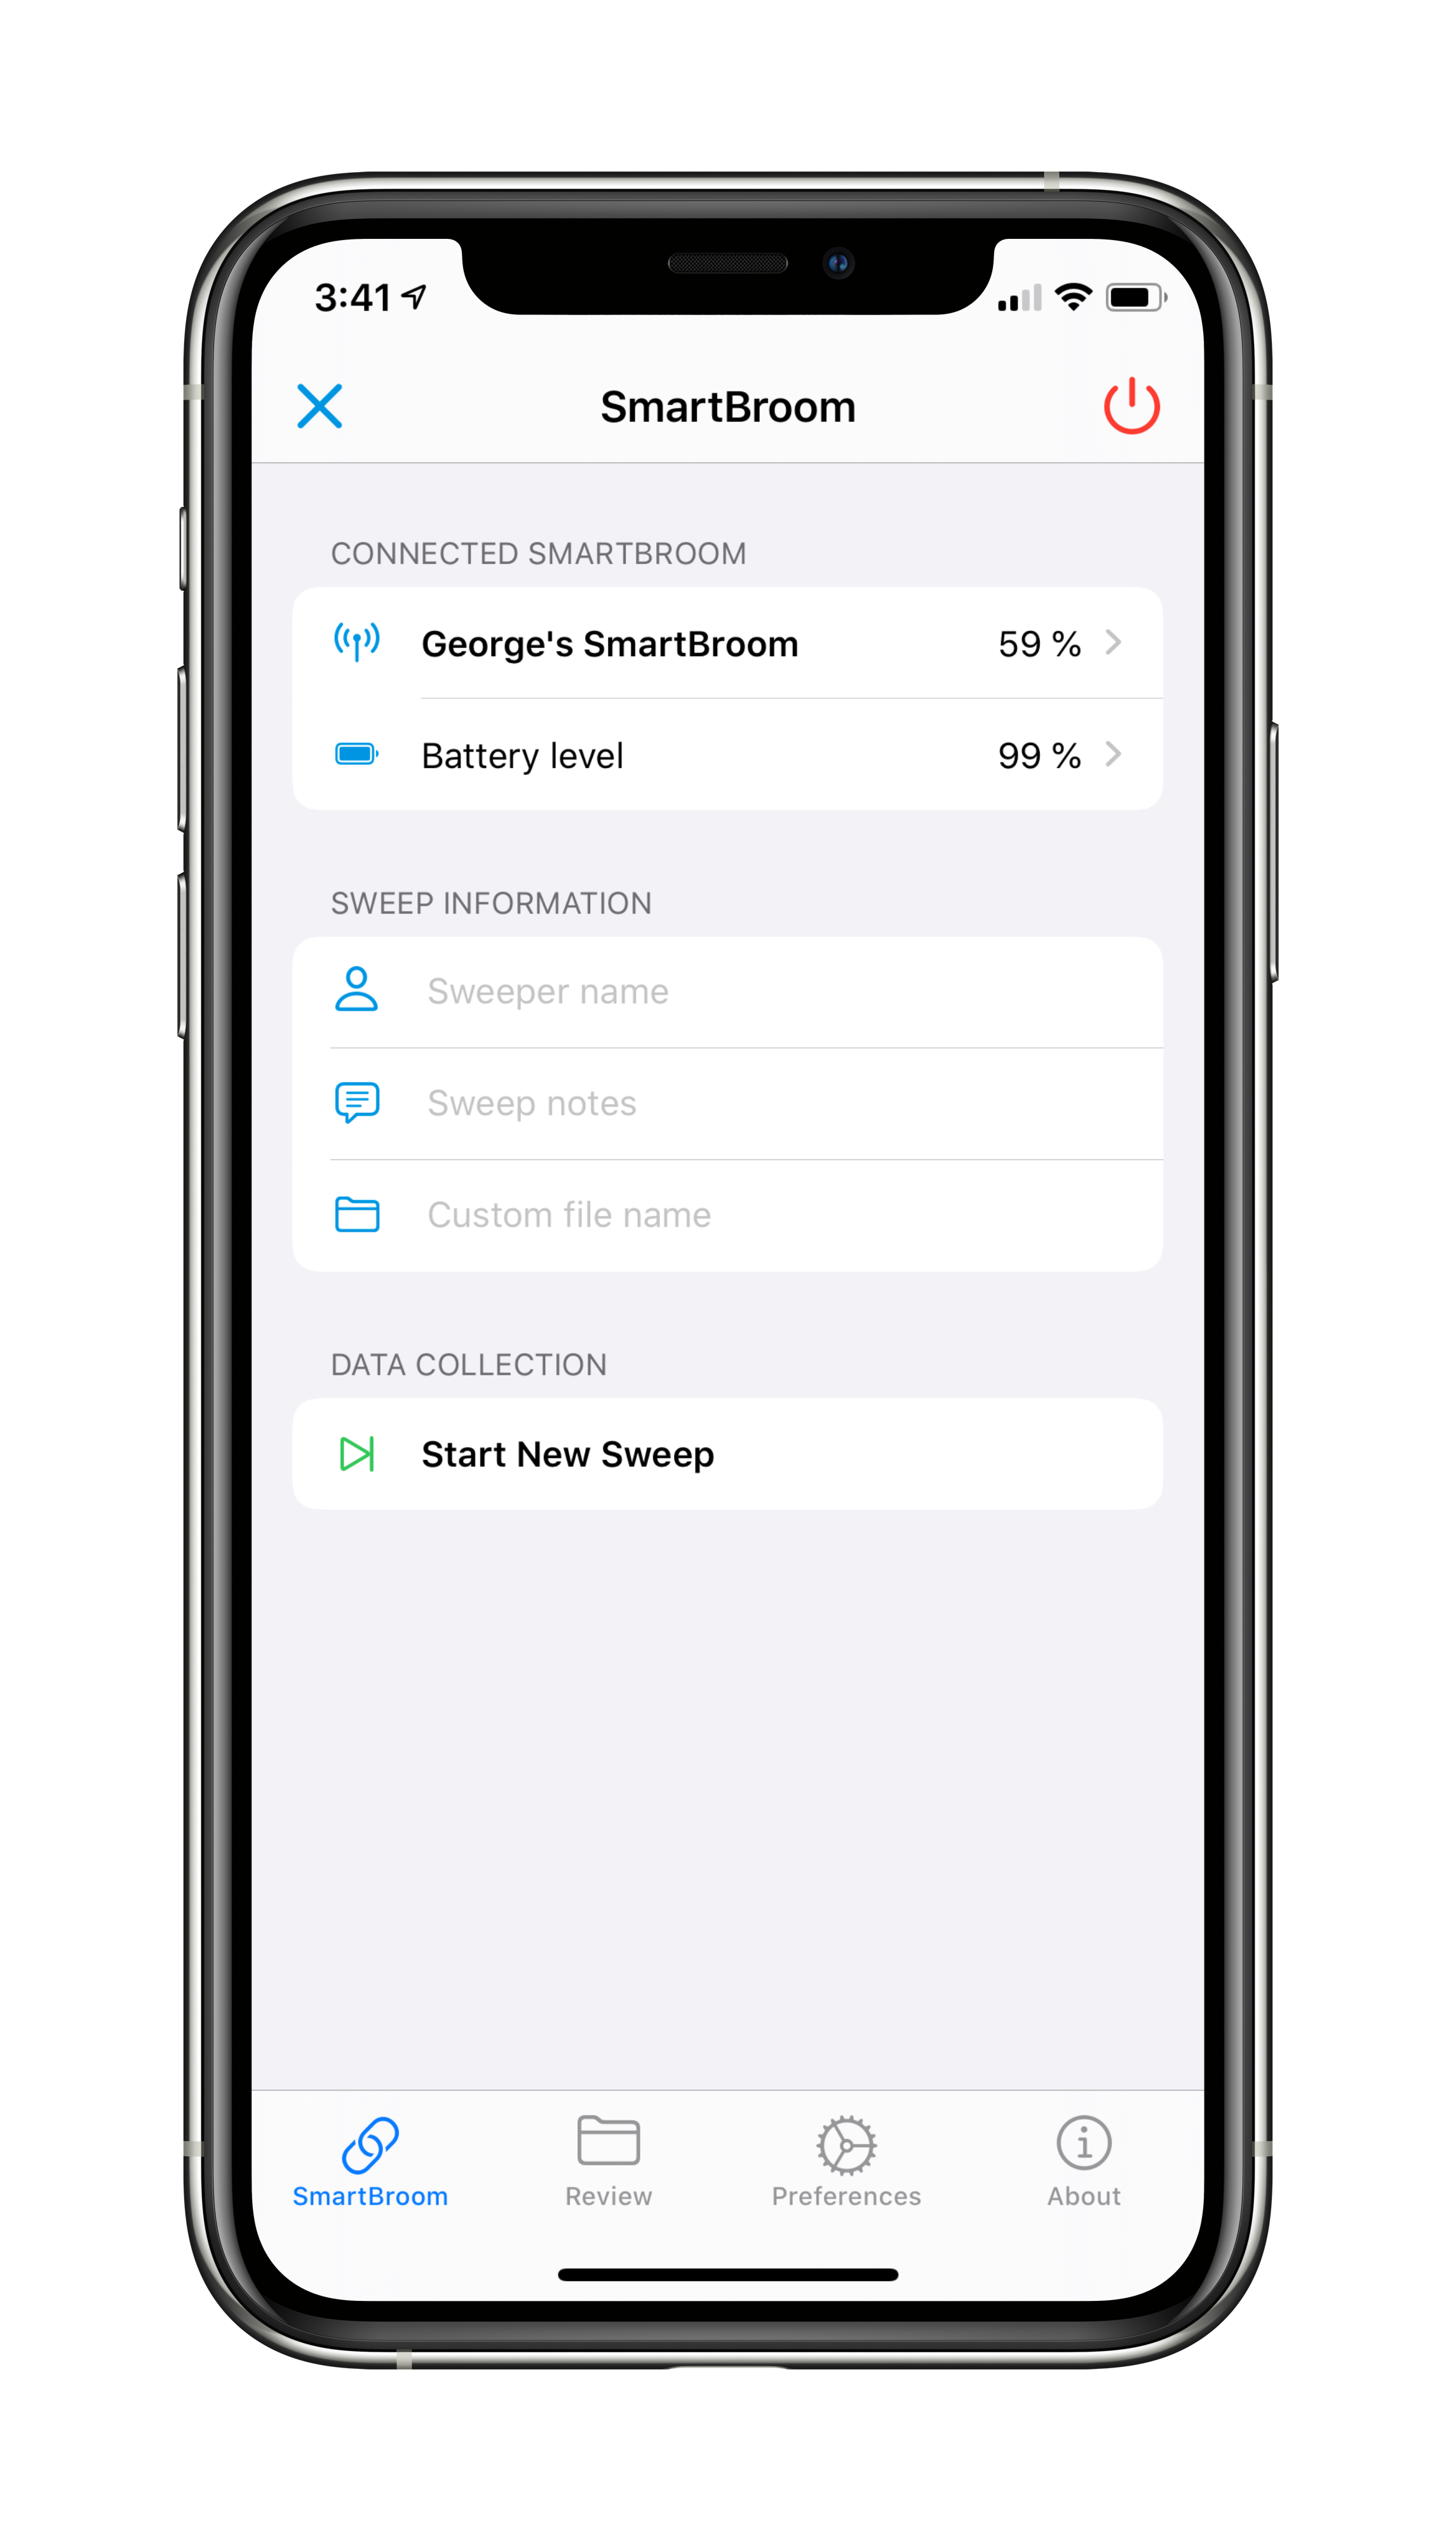 3:41
SmartBroom
CONNECTED SMARTBROOM
George's SmartBroom 59 %
Battery level 99 %
SWEEP INFORMATION
Sweeper name
Sweep notes
Custom file name
DATA COLLECTION
Start New Sweep
SmartBroom Review Preferences About